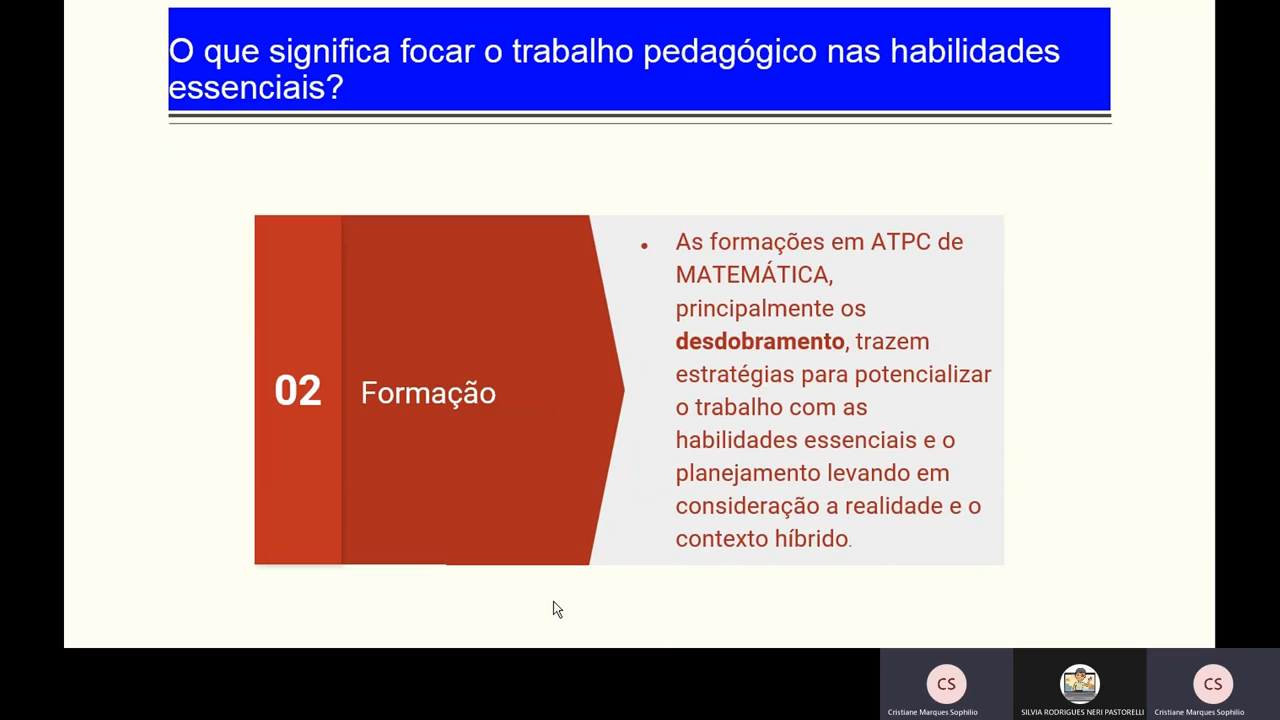 O que significa focar o trabalho pedagógico nas habilidades
essenciais?
02
Formação
• As formações em ATPC de
MATEMÁTICA,
principalmente os
desdobramento, trazem
estratégias para potencializar
o trabalho com as
habilidades essenciais e o
planejamento levando em
consideração a realidade e o
contexto híbrido.
CS
CS
Cristiane Marques Sophilio
SILVIA RODRIGUES NERI PASTORELLI
Cristiane Marques Sophilio